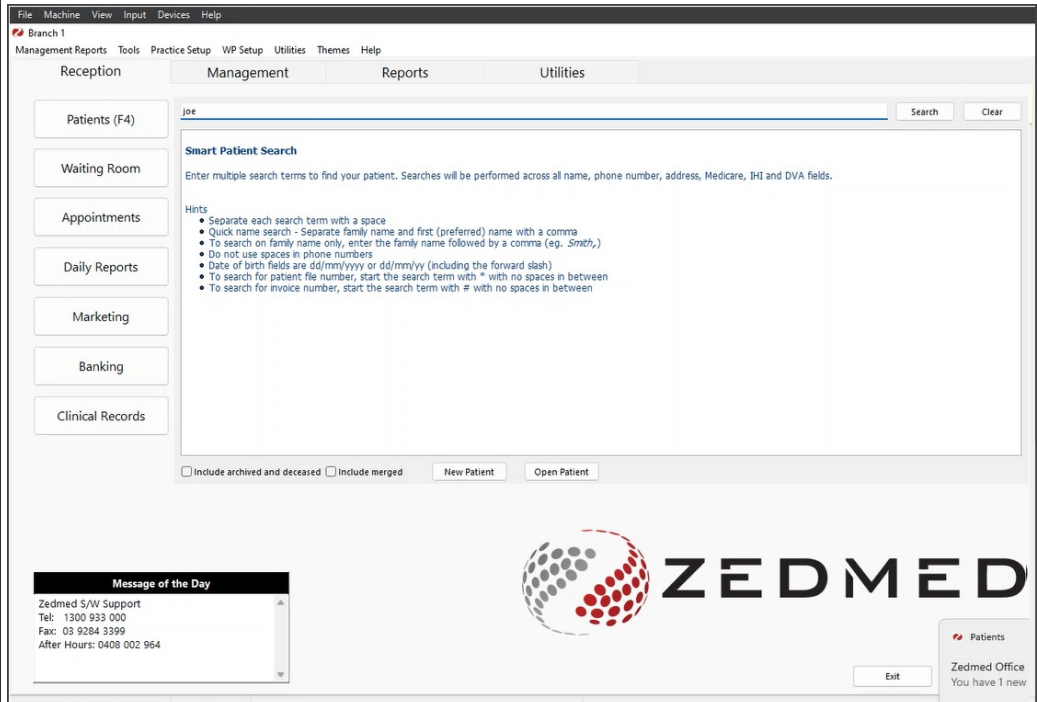 File Machine View Input Devices Help
Branch 1
Management Reports Tools Practice Setup WP Setup Utilities Themes Help
Reception Management Reports Utilities
Patients (F4)
Waiting Room
Appointments
Daily Reports
Marketing
Banking
Clinical Records
joe Search Clear
Smart Patient Search
Enter multiple search terms to find your patient. Searches will be performed across all name, phone number, address, Medicare, IHI and DVA fields.
Hints
• Separate each search term with a space
• Quick name search - Separate family name and first (preferred) name with a comma
• To search on family name only, enter the family name followed by a comma (eg. Smith,)
• Do not use spaces in phone numbers
• Date of birth fields are dd/mm/yyyy or dd/mm/yy (including the forward slash)
• To search for patient file number, start the search term with * with no spaces in between
• To search for invoice number, start the search term with # with no spaces in between
Include archived and deceased Include merged New Patient Open Patient
ZEDMED
Message of the Day
Zedmed S/W Support
Tel: 1300 933 000
Fax: 03 9284 3399
After Hours: 0408 002 964
Exit
Patients
Zedmed Office
You have 1 new